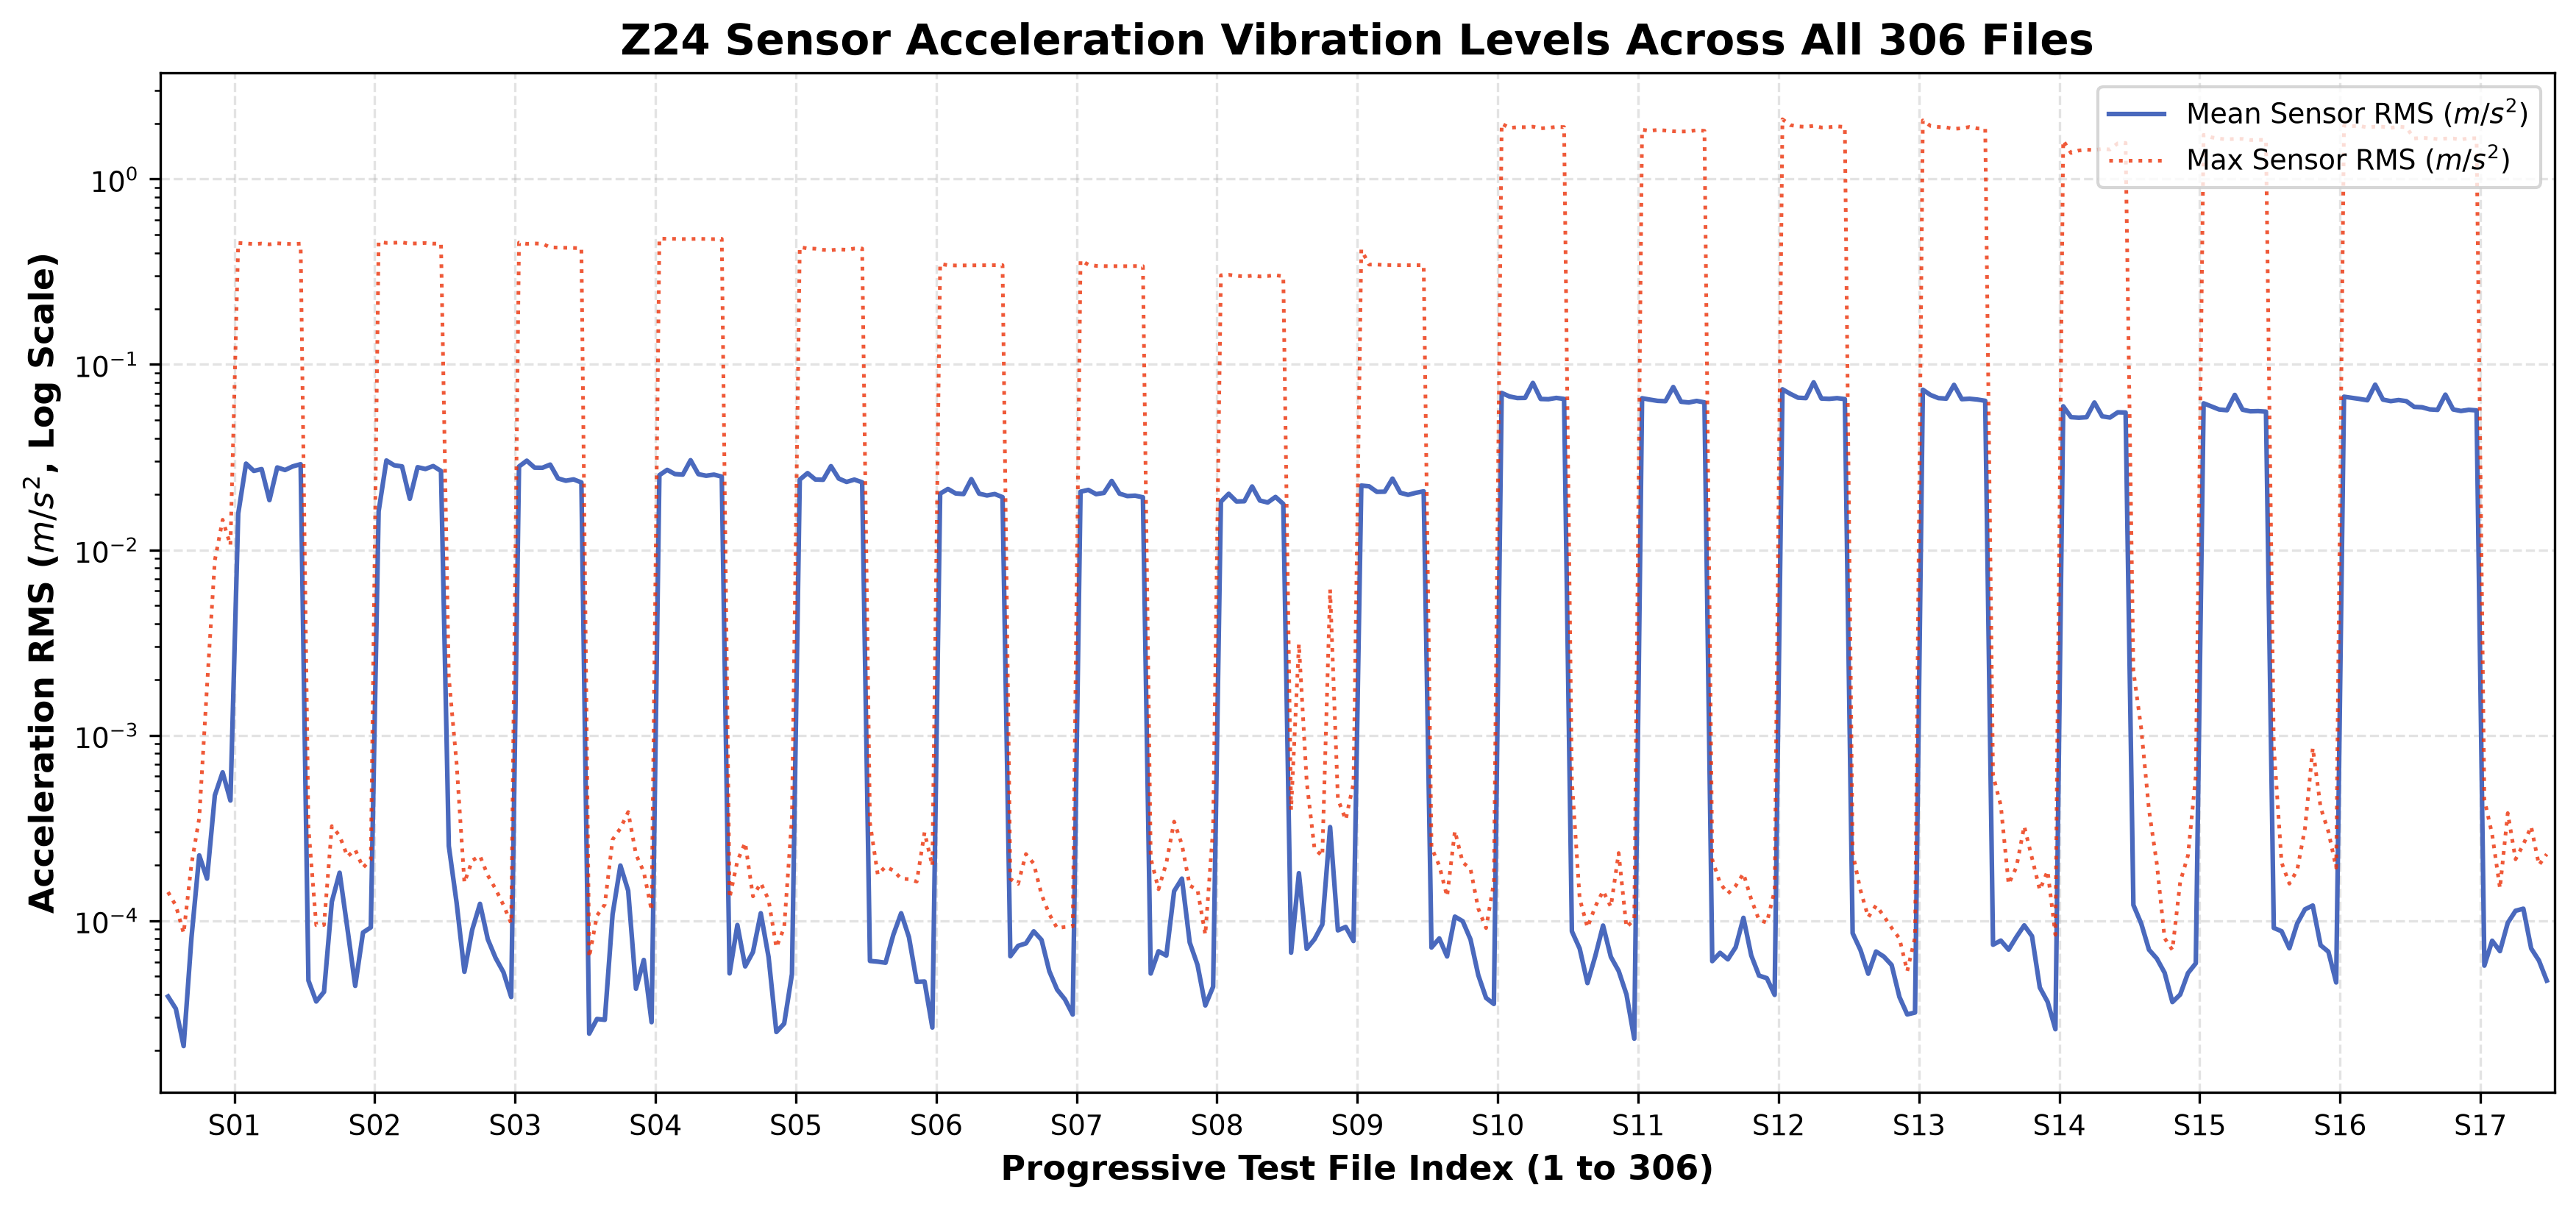 Z24 Sensor Acceleration Vibration Levels Across All 306 Files
Mean Sensor RMS (m/s²)
Max Sensor RMS (m/s²)
Acceleration RMS (m/s², Log Scale)
10⁰
10⁻¹
10⁻²
10⁻³
10⁻⁴
S01 S02 S03 S04 S05 S06 S07 S08 S09 S10 S11 S12 S13 S14 S15 S16 S17
Progressive Test File Index (1 to 306)